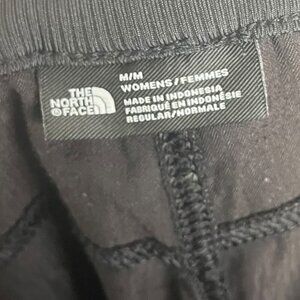 THE
NORTH
FACE
M/M
WOMENS/FEMMES
MADE IN INDONESIA
FABRIQUÉ EN INDONÉSIE
REGULAR/NORMALE